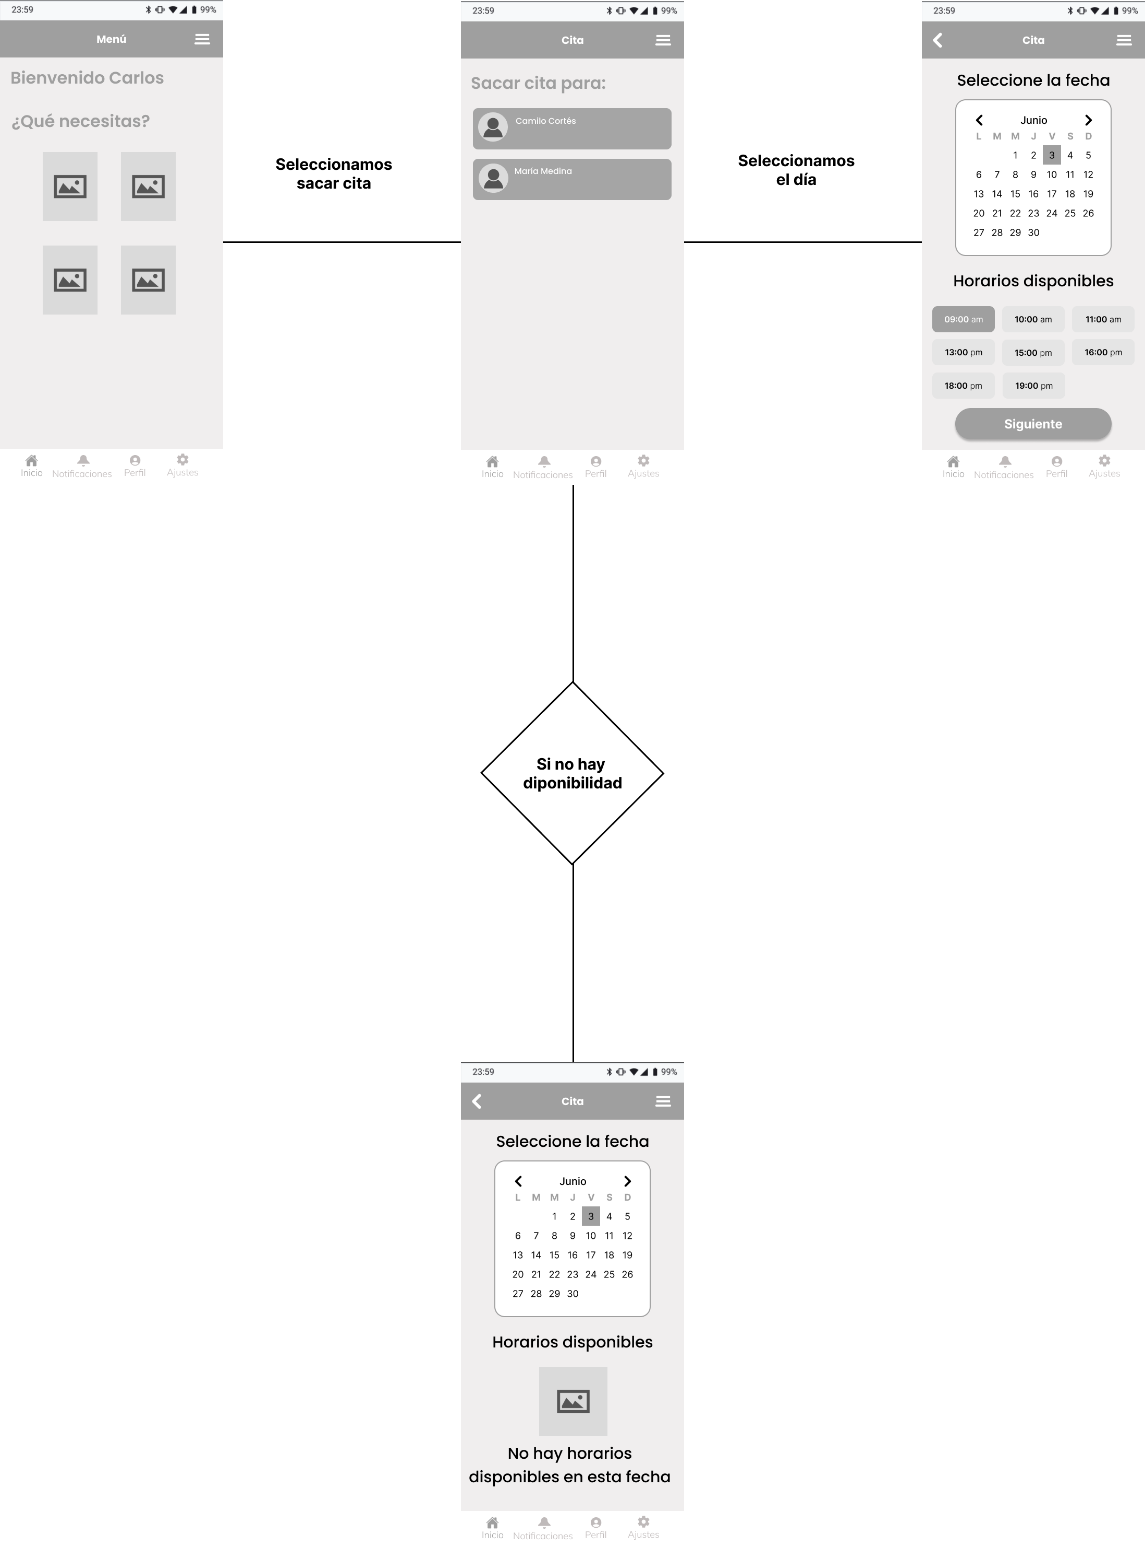 23:59
99%
Menú
Bienvenido Carlos
¿Qué necesitas?
Inicio Notificaciones Perfil Ajustes
Seleccionamos
sacar cita
23:59
99%
Cita
Sacar cita para:
Camilo Cortés
María Medina
Inicio Notificaciones Perfil Ajustes
Seleccionamos
el día
23:59
99%
Cita
Seleccione la fecha
Junio
L M M J V S D
1 2 3 4 5
6 7 8 9 10 11 12
13 14 15 16 17 18 19
20 21 22 23 24 25 26
27 28 29 30
Horarios disponibles
09:00 am 10:00 am 11:00 am
13:00 pm 15:00 pm 16:00 pm
18:00 pm 19:00 pm
Siguiente
Inicio Notificaciones Perfil Ajustes
Si no hay
diponibilidad
23:59
99%
Cita
Seleccione la fecha
Junio
L M M J V S D
1 2 3 4 5
6 7 8 9 10 11 12
13 14 15 16 17 18 19
20 21 22 23 24 25 26
27 28 29 30
Horarios disponibles
No hay horarios
disponibles en esta fecha
Inicio Notificaciones Perfil Ajustes